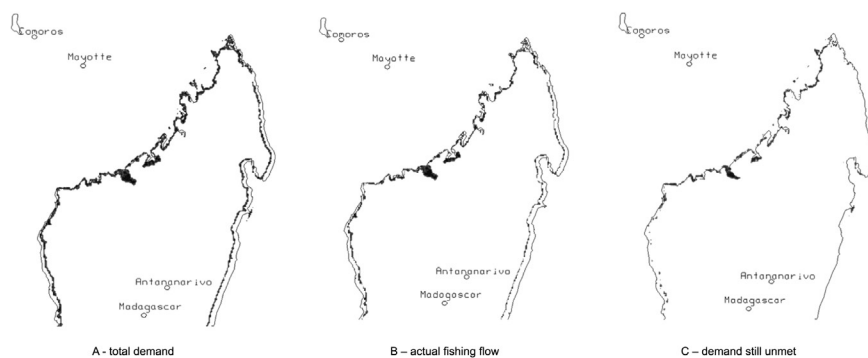 Comoros
Mayotte
Antananarivo
Madagascar
A - total demand
Comoros
Mayotte
Antananarivo
Madagascar
B – actual fishing flow
Comoros
Mayotte
Antananarivo
Madagascar
C – demand still unmet